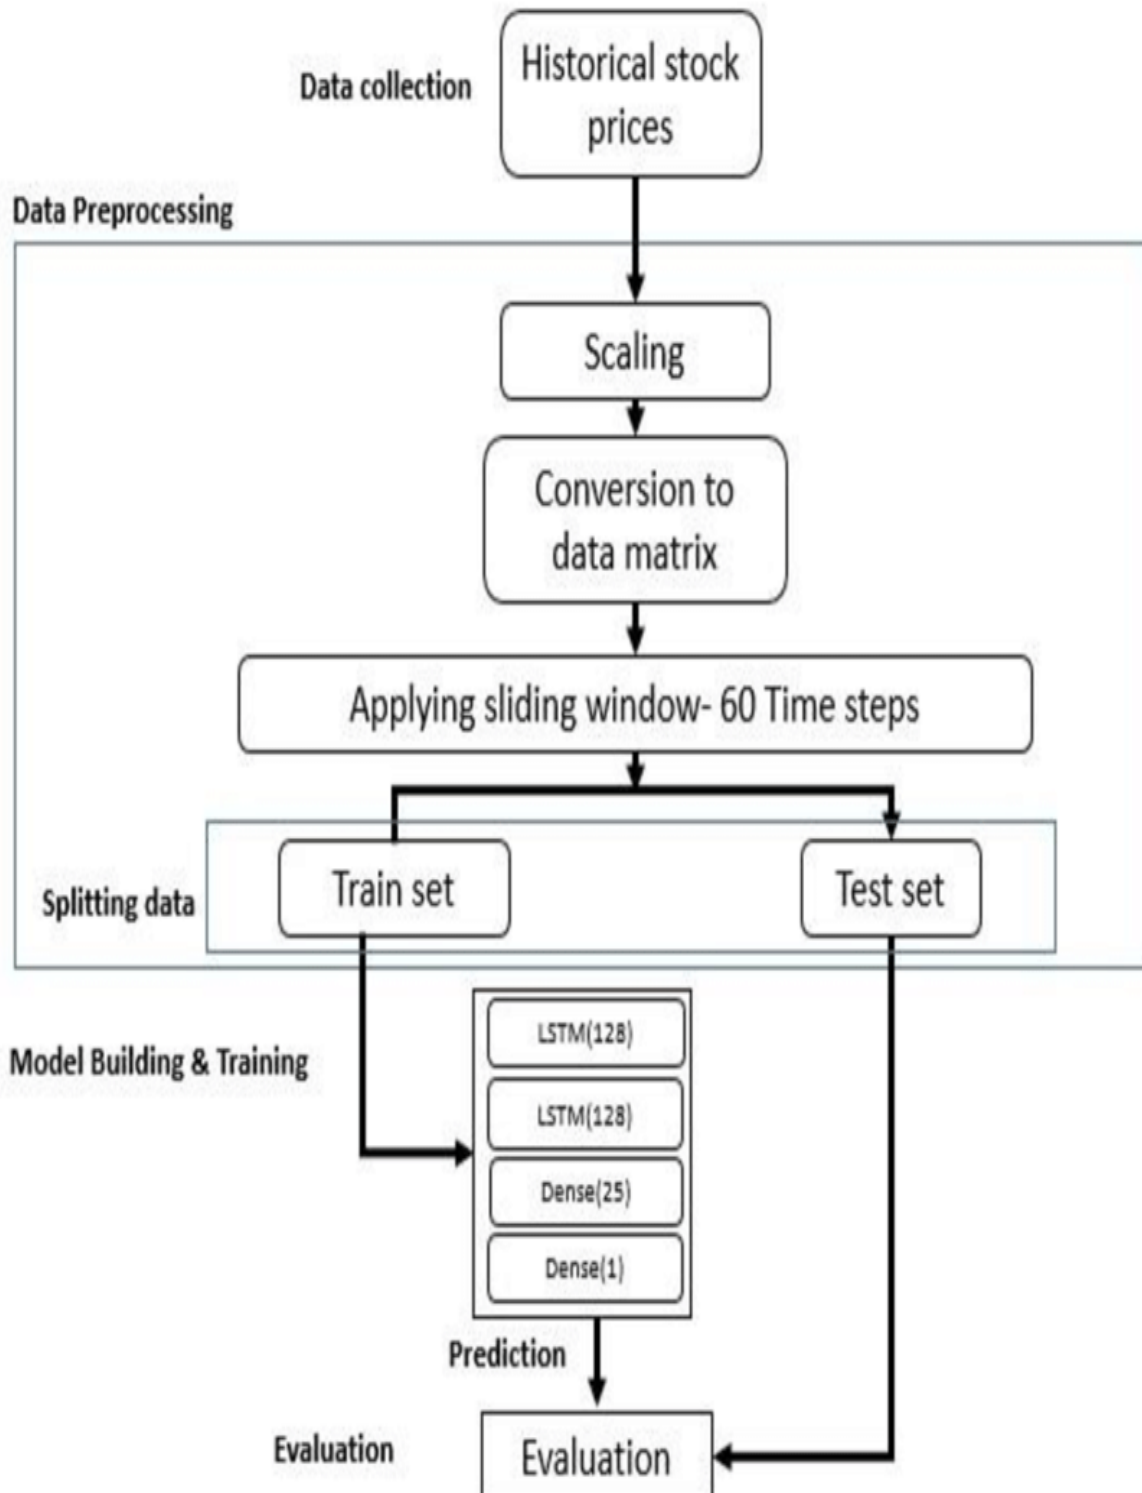 Data collection
Historical stock
prices
Data Preprocessing
Scaling
Conversion to
data matrix
Applying sliding window- 60 Time steps
Splitting data
Train set
Test set
Model Building & Training
LSTM(128)
LSTM(128)
Dense(25)
Dense(1)
Prediction
Evaluation
Evaluation